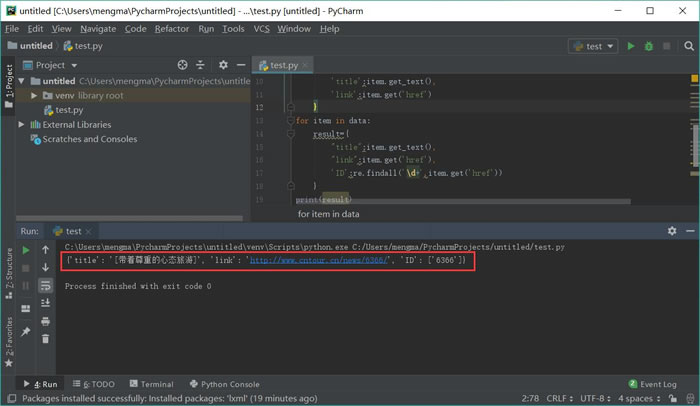 untitled [C:\Users\mengma\PycharmProjects\untitled] - ...\test.py [untitled] - PyCharm
File Edit View Navigate Code Refactor Run Tools VCS Window Help
untitled test.py
test
Project
test.py
1: Project
untitled C:\Users\mengma\PycharmProjects\untitle
venv library root
test.py
External Libraries
Scratches and Consoles
10 'title':item.get_text(),
11 'link':item.get('href')
12 }
13 for item in data:
14 result={
15 "title":item.get_text(),
16 "link":item.get('href'),
17 'ID':re.findall('\d+',item.get('href'))
18 }
19 print(result)
for item in data
Run: test
C:\Users\mengma\PycharmProjects\untitled\venv\Scripts\python.exe C:/Users/mengma/PycharmProjects/untitled/test.py
{'title': '[带着尊重的心态旅游]', 'link': 'http://www.cntour.cn/news/6366/', 'ID': ['6366']}
Process finished with exit code 0
7: Structure
2: Favorites
4: Run 6: TODO Terminal Python Console Event Log
Packages installed successfully: Installed packages: 'lxml' (19 minutes ago) 2:78 CRLF UTF-8 4 spaces